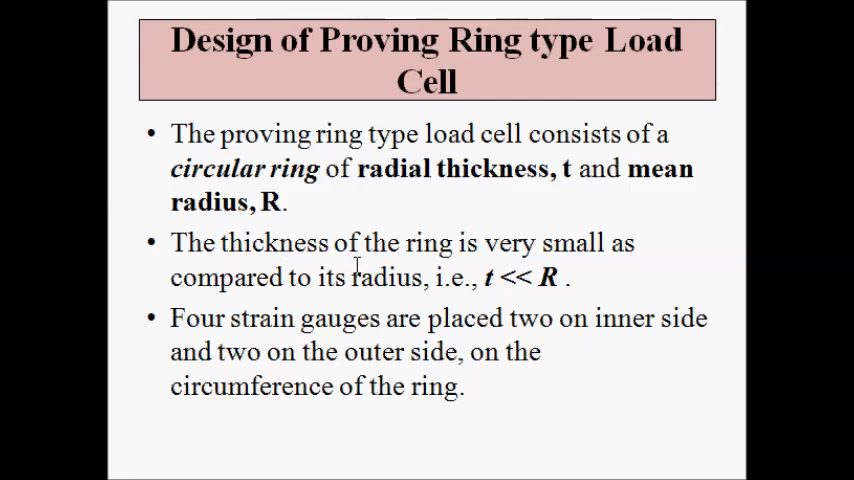 Design of Proving Ring type Load
Cell
• The proving ring type load cell consists of a
circular ring of radial thickness, t and mean
radius, R.
• The thickness of the ring is very small as
compared to its radius, i.e., t << R .
• Four strain gauges are placed two on inner side
and two on the outer side, on the
circumference of the ring.